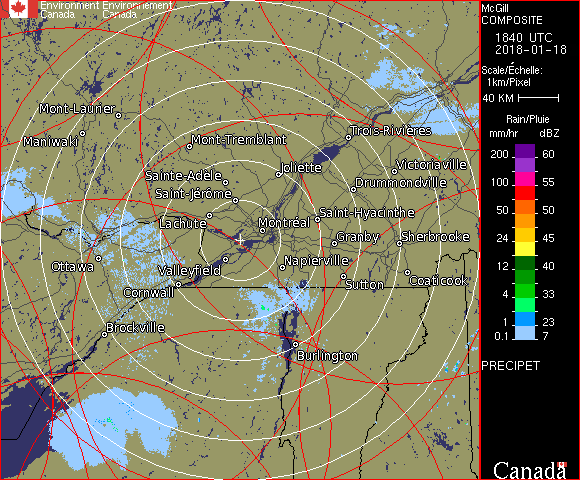 Environment Environnement
Canada Canada
McGill
COMPOSITE
1840 UTC
2018-01-18
Scale/Échelle:
1km/Pixel
40 KM
Rain/Pluie
mm/hr dBZ
200 60
150 55
100 55
50 50
24 45
12 40
4 33
1 23
0.1 7
PRECIPET
Canada
Mont-Laurier
Maniwaki
Mont-Tremblant
Trois-Rivières
Joliette
Victoriaville
Sainte-Adèle
Drummondville
Saint-Jérôme
Saint-Hyacinthe
Lachute
Montréal
Granby
Sherbrooke
Ottawa
Valleyfield
Napierville
Sutton
Coaticook
Cornwall
Brockville
Burlington